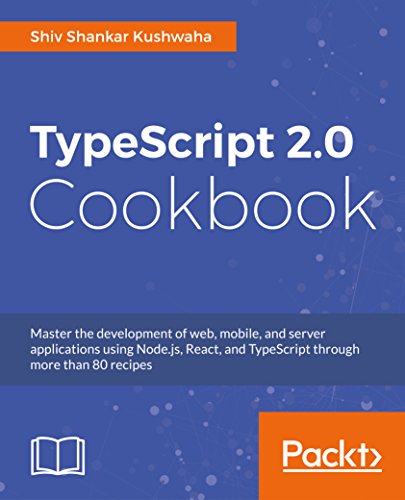 Shiv Shankar Kushwaha
TypeScript 2.0
Cookbook
Master the development of web, mobile, and server
applications using Node.js, React, and TypeScript through
more than 80 recipes
Packt>